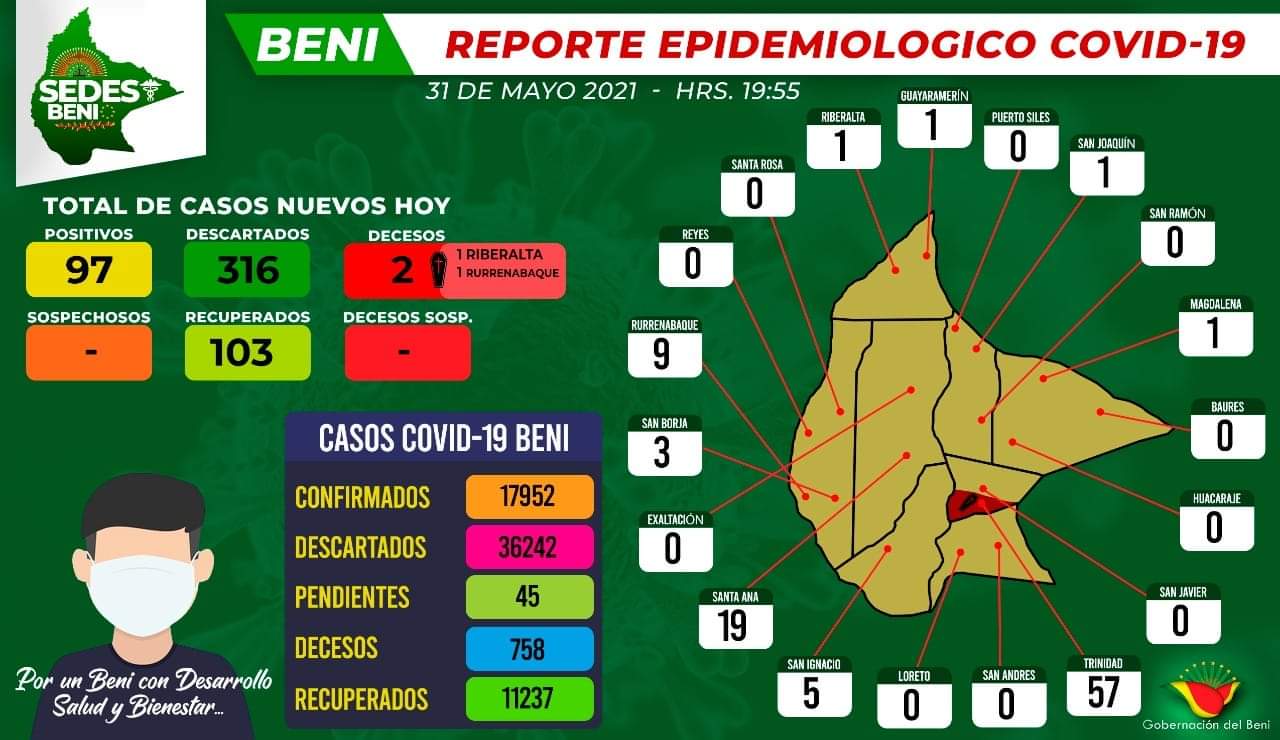 SEDES
BENI
BENI
REPORTE EPIDEMIOLOGICO COVID-19
31 DE MAYO 2021 - HRS. 19:55
TOTAL DE CASOS NUEVOS HOY
POSITIVOS
97
DESCARTADOS
316
DECESOS
2
1 RIBERALTA
1 RURRENABAQUE
SOSPECHOSOS
-
RECUPERADOS
103
DECESOS SOSP.
-
CASOS COVID-19 BENI
CONFIRMADOS 17952
DESCARTADOS 36242
PENDIENTES 45
DECESOS 758
RECUPERADOS 11237
Por un Beni con Desarrollo
Salud y Bienestar...
GUAYARAMERÍN
1
RIBERALTA
1
PUERTO SILES
0
SAN JOAQUÍN
1
SANTA ROSA
0
SAN RAMÓN
0
REYES
0
MAGDALENA
1
RURRENABAQUE
9
BAURES
0
SAN BORJA
3
HUACARAJE
0
EXALTACIÓN
0
SAN JAVIER
0
SANTA ANA
19
SAN IGNACIO
5
LORETO
0
SAN ANDRES
0
TRINIDAD
57
Gobernación del Beni